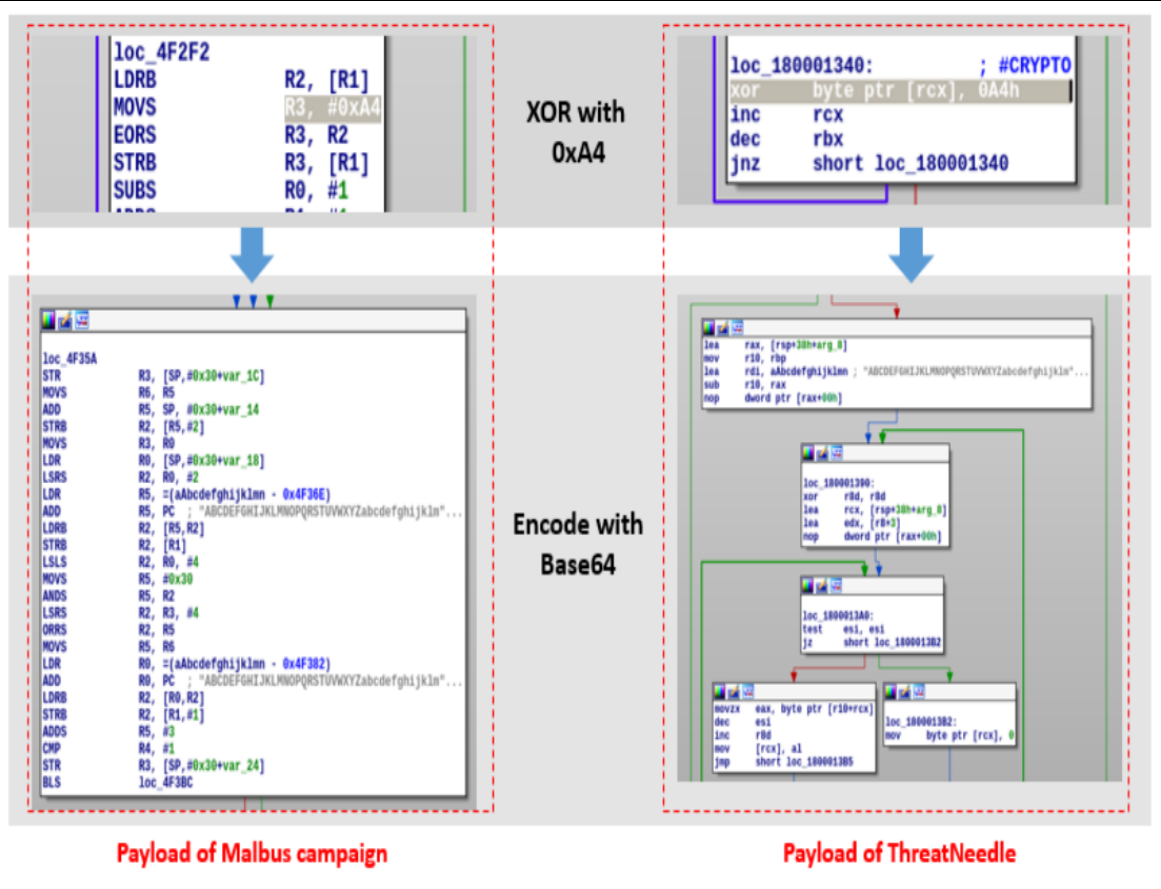 loc_4F2F2
LDRB R2, [R1]
MOVS R3, #0xA4
EORS R3, R2
STRB R3, [R1]
SUBS R0, #1
XOR with
0xA4
loc_180001340: ; #CRYPTO
xor byte ptr [rcx], 0A4h
inc rcx
dec rbx
jnz short loc_180001340
loc_4F35A
STR R3, [SP,#0x30+var_1C]
MOVS R6, R5
ADD R5, SP, #0x30+var_14
STRB R2, [R5,#2]
MOVS R3, R0
LDR R0, [SP,#0x30+var_18]
LSRS R2, R0, #2
LDR R5, =(aAbcdefghijklmn - 0x4F36E)
ADD R5, PC ; "ABCDEFGHIJKLMNOPQRSTUVWXYZabcdefghijklm"...
LDRB R2, [R5,R2]
STRB R2, [R1]
LSLS R2, R0, #4
MOVS R5, #0x30
ANDS R5, R2
LSRS R2, R3, #4
ORRS R2, R5
MOVS R5, R6
LDR R0, =(aAbcdefghijklmn - 0x4F382)
ADD R0, PC ; "ABCDEFGHIJKLMNOPQRSTUVWXYZabcdefghijklm"...
LDRB R2, [R0,R2]
STRB R2, [R1,#1]
ADDS R5, #3
CMP R4, #1
STR R3, [SP,#0x30+var_24]
BLS loc_4F3BC
Encode with
Base64
lea rax, [rsp+38h+arg_8]
mov r10, rbp
lea rdi, aAbcdefghijklmn ; "ABCDEFGHIJKLMNOPQRSTUVWXYZabcdefghijklmn"...
sub r10, rax
nop dword ptr [rax+00h]
loc_180001390:
xor r8d, r8d
lea rcx, [rsp+38h+arg_8]
lea edx, [r8+3]
nop dword ptr [rax+00h]
loc_1800013A0:
test esi, esi
jz short loc_1800013B2
movzx eax, byte ptr [r10+rcx]
dec esi
inc r8d
mov [rcx], al
jmp short loc_1800013B5
loc_1800013B2:
mov byte ptr [rcx], 0
Payload of Malbus campaign
Payload of ThreatNeedle